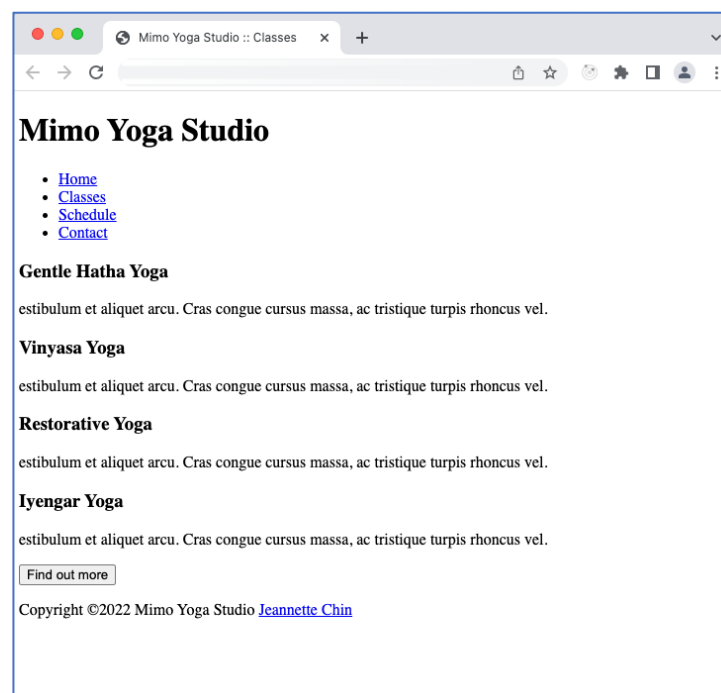 Mimo Yoga Studio :: Classes
Mimo Yoga Studio
Home
Classes
Schedule
Contact
Gentle Hatha Yoga
estibulum et aliquet arcu. Cras congue cursus massa, ac tristique turpis rhoncus vel.
Vinyasa Yoga
estibulum et aliquet arcu. Cras congue cursus massa, ac tristique turpis rhoncus vel.
Restorative Yoga
estibulum et aliquet arcu. Cras congue cursus massa, ac tristique turpis rhoncus vel.
Iyengar Yoga
estibulum et aliquet arcu. Cras congue cursus massa, ac tristique turpis rhoncus vel.
Find out more
Copyright ©2022 Mimo Yoga Studio Jeannette Chin